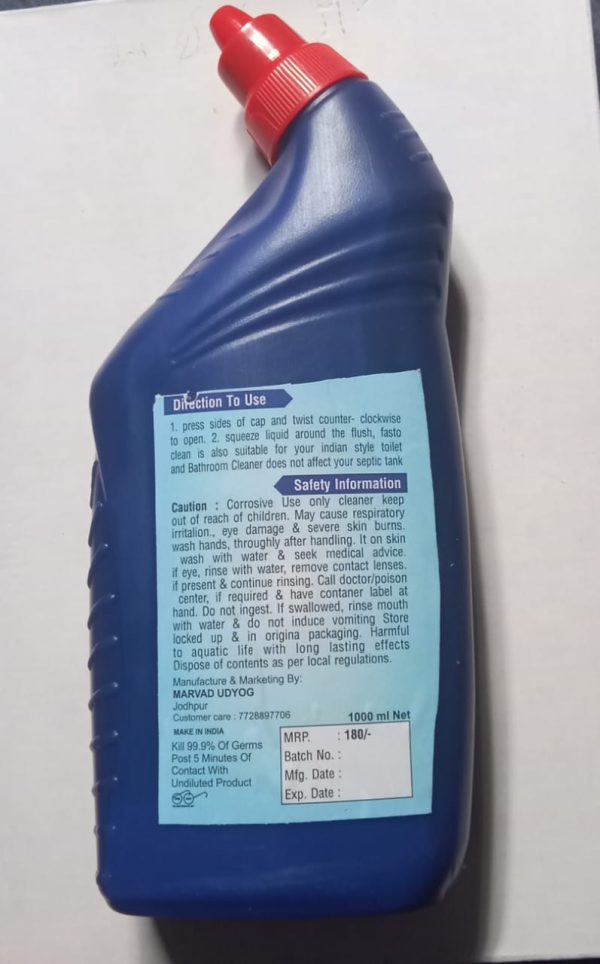 Direction To Use
1. press sides of cap and twist counter- clockwise
to open. 2. squeeze liquid around the flush, fasto
clean is also suitable for your indian style toilet
and Bathroom Cleaner does not affect your septic tank
Safety Information
Caution : Corrosive Use only cleaner keep
out of reach of children. May cause respiratory
irritalion., eye damage & severe skin burns.
wash hands, throughly after handling. It on skin
wash with water & seek medical advice.
if eye, rinse with water, remove contact lenses.
if present & continue rinsing. Call doctor/poison
center, if required & have contaner label at
hand. Do not ingest. If swallowed, rinse mouth
with water & do not induce vomiting Store
locked up & in origina packaging. Harmful
to aquatic life with long lasting effects
Dispose of contents as per local regulations.
Manufacture & Marketing By:
MARVAD UDYOG
Jodhpur
Customer care : 7728897706
1000 ml Net
MAKE IN INDIA
Kill 99.9% Of Germs
Post 5 Minutes Of
Contact With
Undiluted Product
MRP. : 180/-
Batch No. :
Mfg. Date :
Exp. Date :